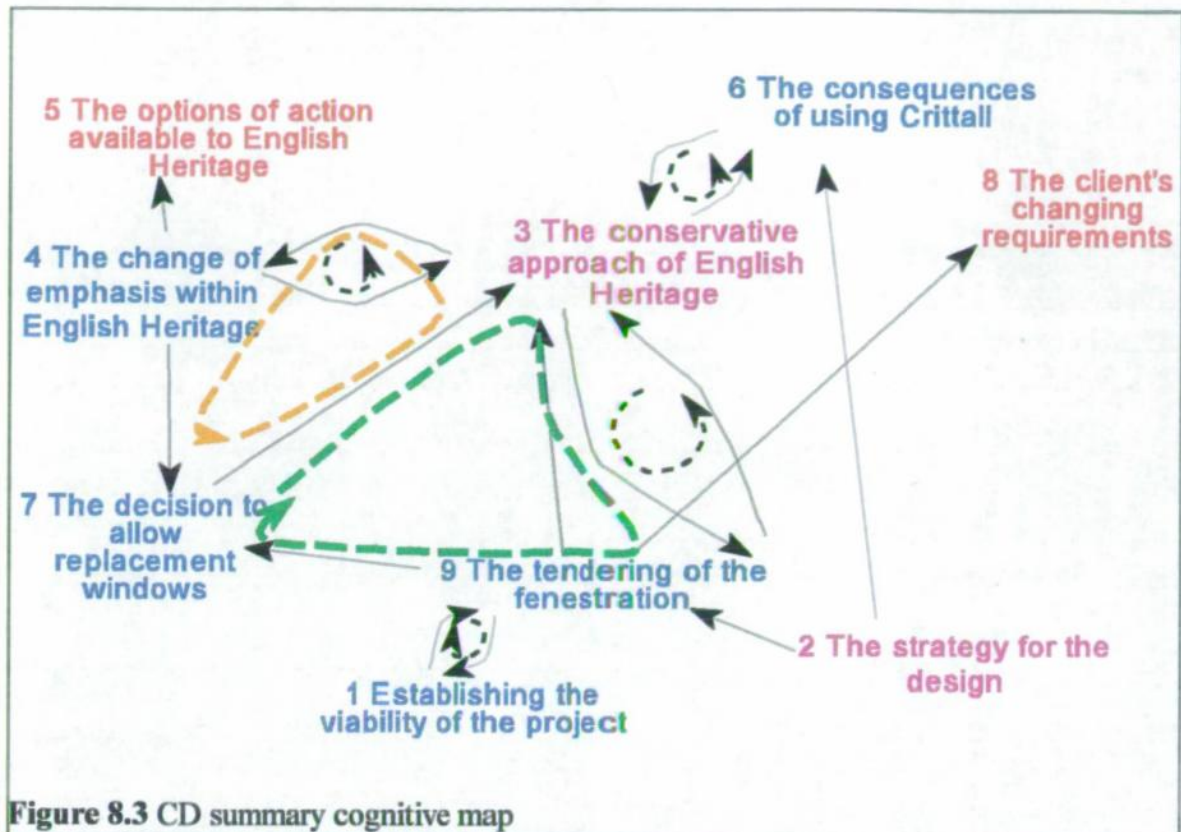 5 The options of action
available to English
Heritage
6 The consequences
of using Crittall
8 The client's
changing
requirements
4 The change of
emphasis within
English Heritage
3 The conservative
approach of English
Heritage
7 The decision to
allow
replacement
windows
9 The tendering of the
fenestration
2 The strategy for the
design
1 Establishing the
viability of the project
Figure 8.3 CD summary cognitive map